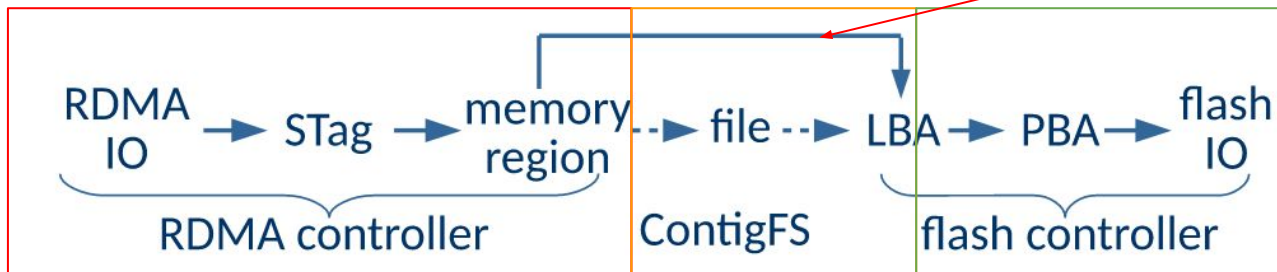 RDMA
IO
STag
memory
region
file
LBA
PBA
flash
IO
RDMA controller
ContigFS
flash controller